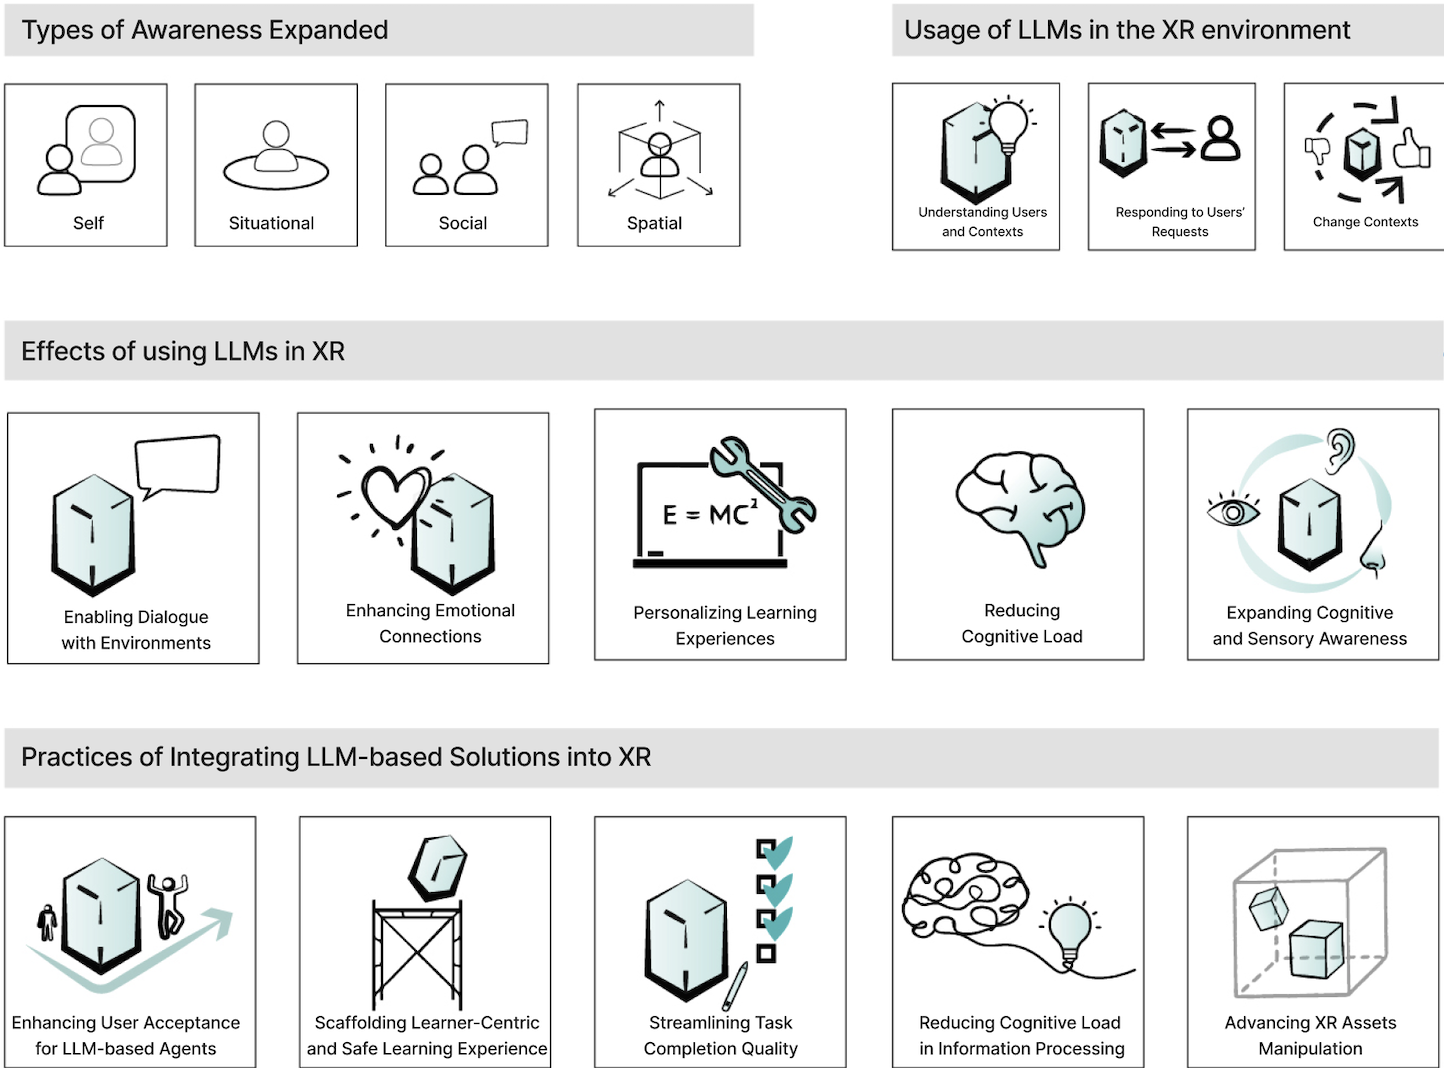 Types of Awareness Expanded
Usage of LLMs in the XR environment
Self
Situational
Social
Spatial
Understanding Users
and Contexts
Responding to Users’
Requests
Change Contexts
Effects of using LLMs in XR
Enabling Dialogue
with Environments
Enhancing Emotional
Connections
E = MC²
Personalizing Learning
Experiences
Reducing
Cognitive Load
Expanding Cognitive
and Sensory Awareness
Practices of Integrating LLM-based Solutions into XR
Enhancing User Acceptance
for LLM-based Agents
Scaffolding Learner-Centric
and Safe Learning Experience
Streamlining Task
Completion Quality
Reducing Cognitive Load
in Information Processing
Advancing XR Assets
Manipulation